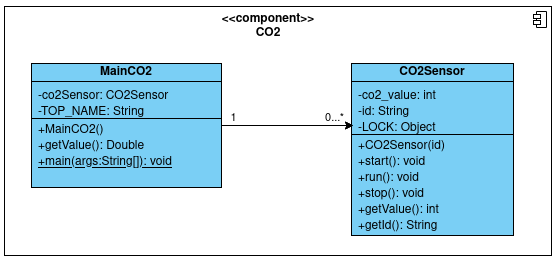 <<component>>
CO2
MainCO2
-co2Sensor: CO2Sensor
-TOP_NAME: String
+MainCO2()
+getValue(): Double
+main(args:String[]): void
1
0...*
CO2Sensor
-co2_value: int
-id: String
-LOCK: Object
+CO2Sensor(id)
+start(): void
+run(): void
+stop(): void
+getValue(): int
+getId(): String